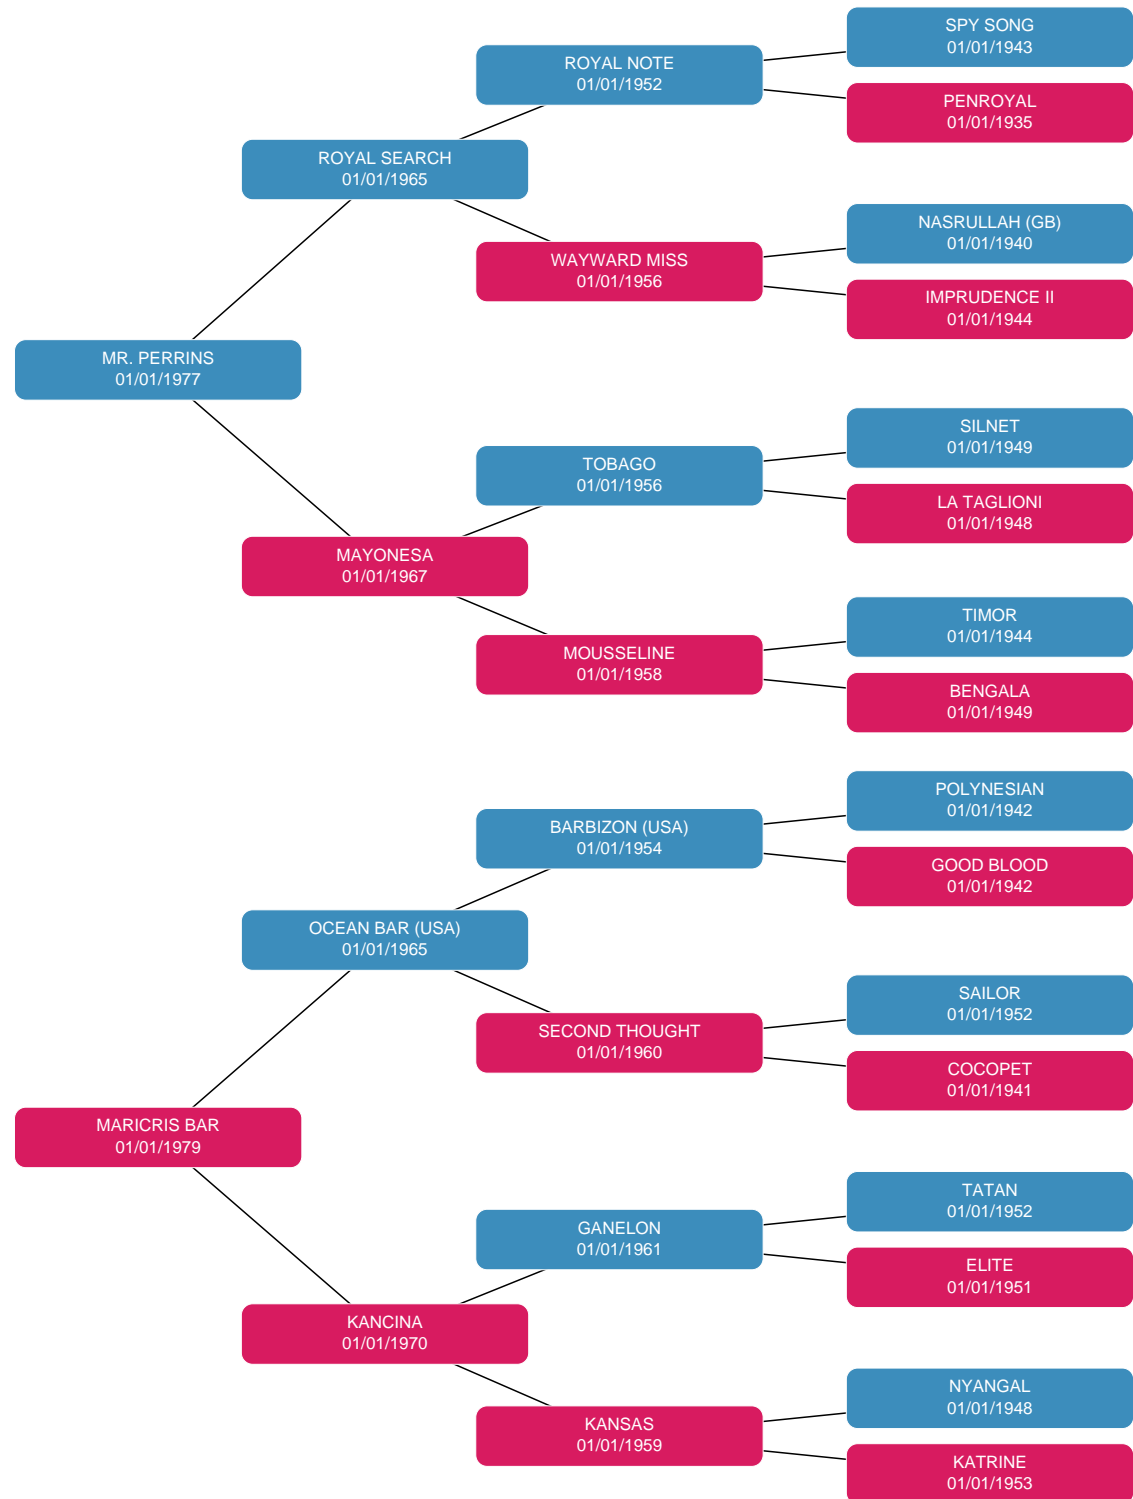 SPY SONG
01/01/1943
ROYAL NOTE
01/01/1952
PENROYAL
01/01/1935
ROYAL SEARCH
01/01/1965
NASRULLAH (GB)
01/01/1940
WAYWARD MISS
01/01/1956
IMPRUDENCE II
01/01/1944
MR. PERRINS
01/01/1977
SILNET
01/01/1949
TOBAGO
01/01/1956
LA TAGLIONI
01/01/1948
MAYONESA
01/01/1967
TIMOR
01/01/1944
MOUSSELINE
01/01/1958
BENGALA
01/01/1949
POLYNESIAN
01/01/1942
BARBIZON (USA)
01/01/1954
GOOD BLOOD
01/01/1942
OCEAN BAR (USA)
01/01/1965
SAILOR
01/01/1952
SECOND THOUGHT
01/01/1960
COCOPET
01/01/1941
MARICRIS BAR
01/01/1979
TATAN
01/01/1952
GANELON
01/01/1961
ELITE
01/01/1951
KANCINA
01/01/1970
NYANGAL
01/01/1948
KANSAS
01/01/1959
KATRINE
01/01/1953